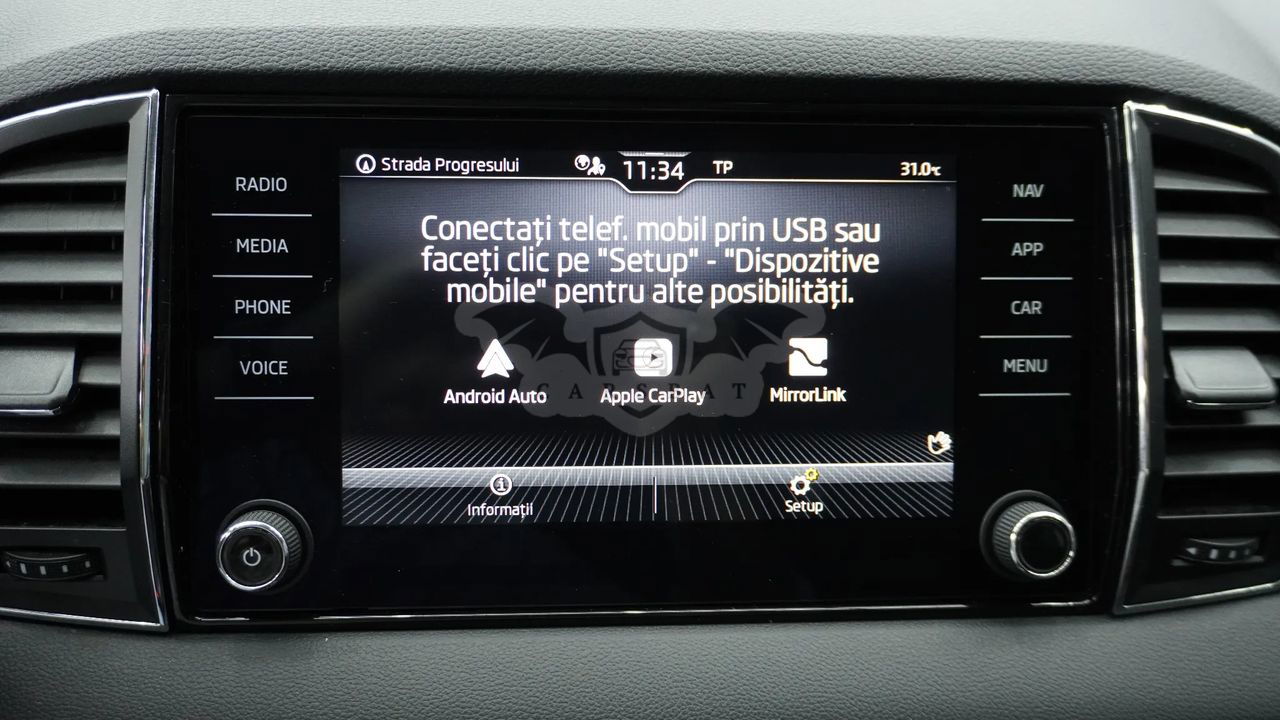 RADIO
MEDIA
PHONE
VOICE
Strada Progresului
11:34
TP
31.0°C
Conectați telef. mobil prin USB sau
faceți clic pe "Setup" - "Dispozitive
mobile" pentru alte posibilități.
Android Auto
Apple CarPlay
MirrorLink
CARSBAT
Informații
Setup
NAV
APP
CAR
MENU